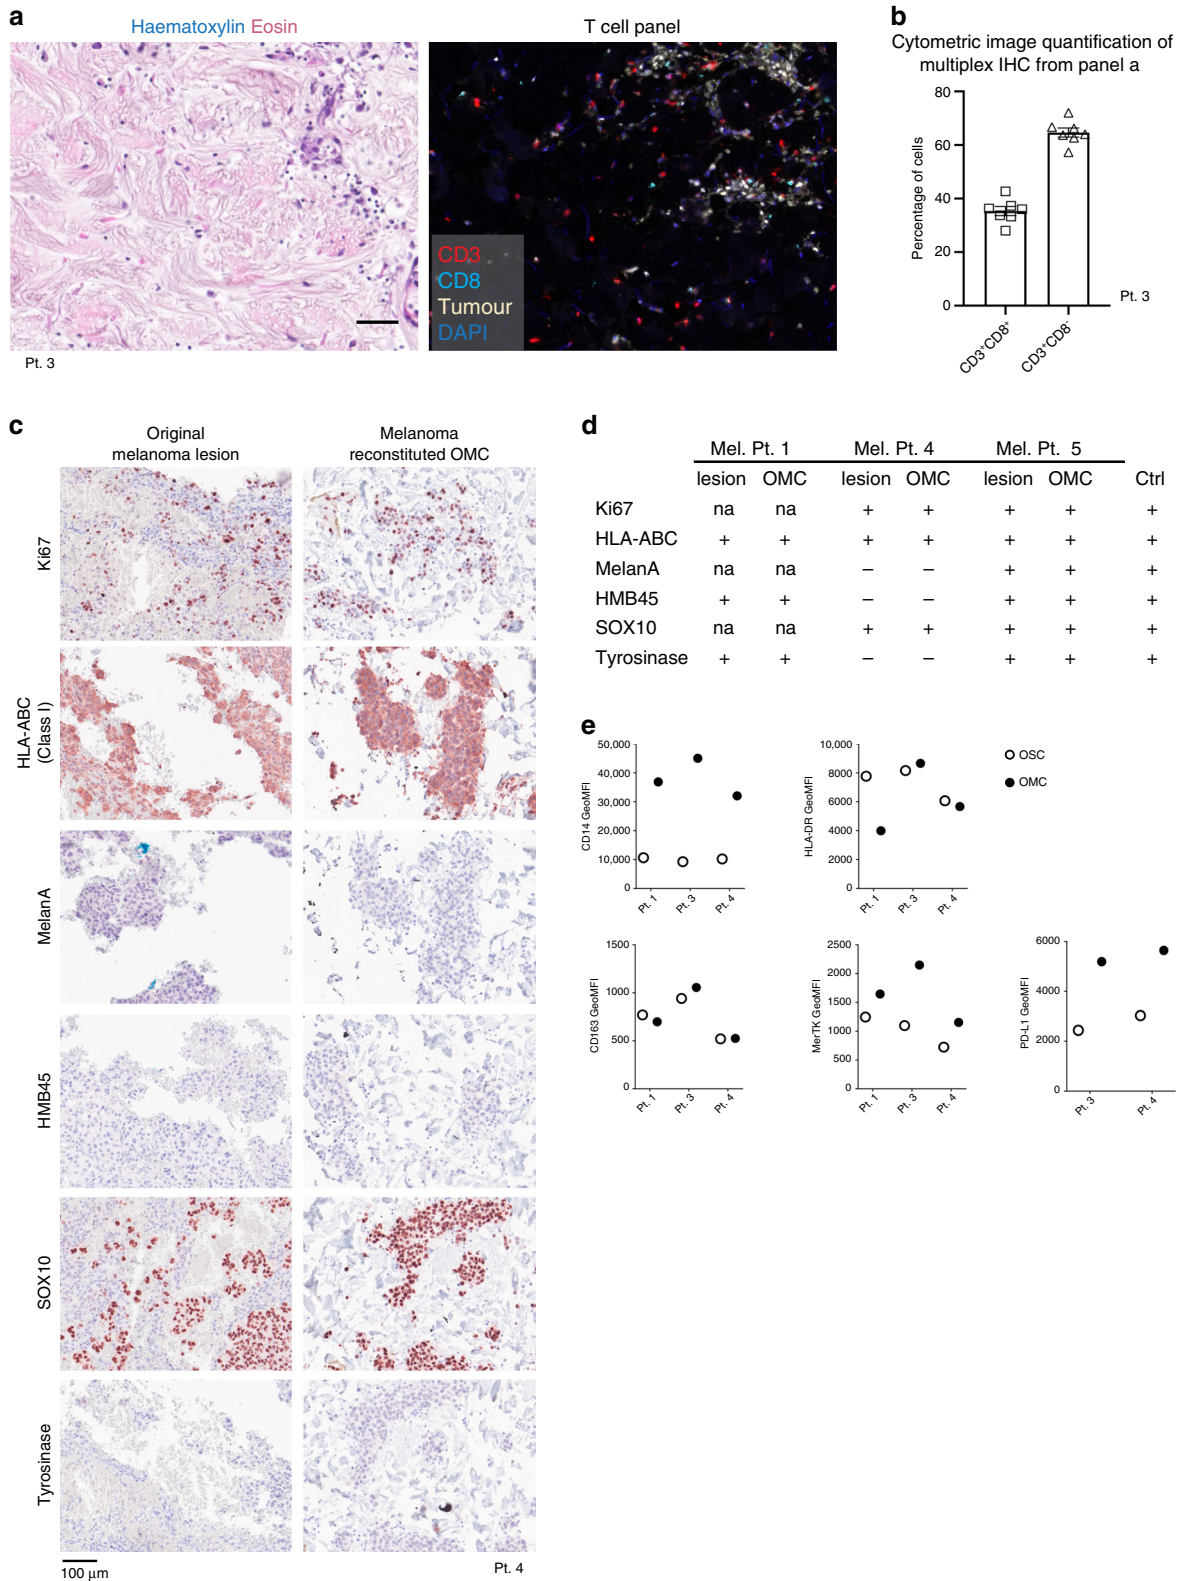 a
Haematoxylin Eosin
T cell panel
CD3
CD8
Tumour
DAPI
Pt. 3
b
Cytometric image quantification of
multiplex IHC from panel a
Percentage of cells
80
60
40
20
0
CD3⁺CD8⁺
CD3⁺CD8⁻
Pt. 3
c
Original
melanoma lesion
Melanoma
reconstituted OMC
Ki67
HLA-ABC
(Class I)
MelanA
HMB45
SOX10
Tyrosinase
100 µm
Pt. 4
d
Mel. Pt. 1 Mel. Pt. 4 Mel. Pt. 5
lesion OMC lesion OMC lesion OMC Ctrl
Ki67 na na + + + + +
HLA-ABC + + + + + + +
MelanA na na – – + + +
HMB45 + + – – + + +
SOX10 na na + + + + +
Tyrosinase + + – – + + +
e
CD14 GeoMFI
50,000
40,000
30,000
20,000
10,000
0
Pt. 1
Pt. 3
Pt. 4
HLA-DR GeoMFI
10,000
8000
6000
4000
2000
0
Pt. 1
Pt. 3
Pt. 4
OSC
OMC
CD163 GeoMFI
1500
1000
500
0
Pt. 1
Pt. 3
Pt. 4
MerTK GeoMFI
2500
2000
1500
1000
500
0
Pt. 1
Pt. 3
Pt. 4
PD-L1 GeoMFI
6000
4000
2000
0
Pt. 3
Pt. 4